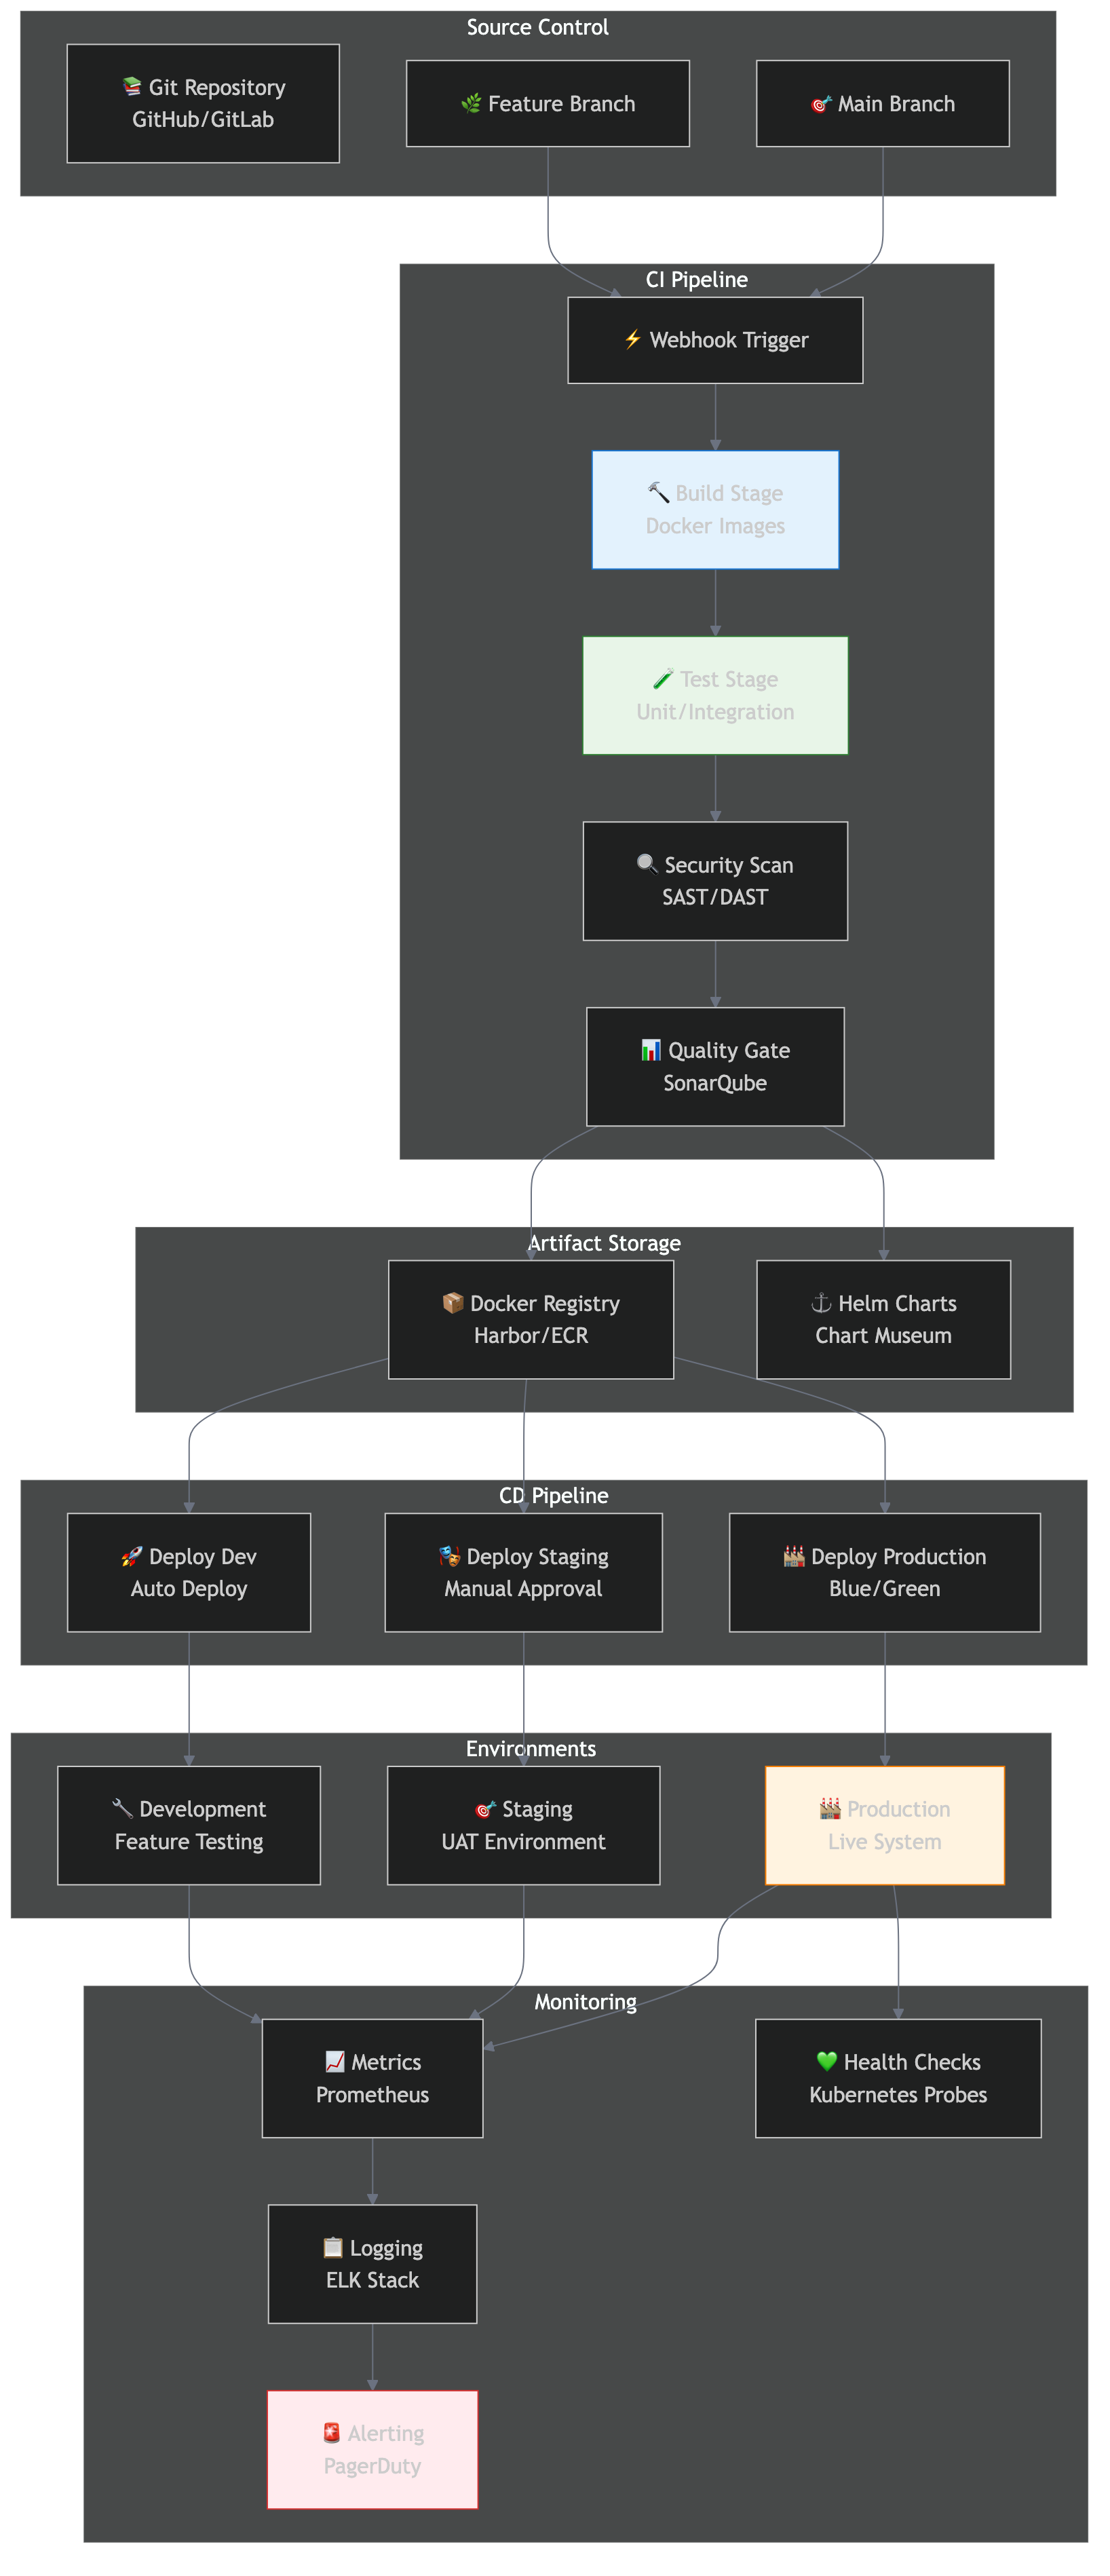 Source Control
📚 Git Repository
GitHub/GitLab
🌿 Feature Branch
🎯 Main Branch
CI Pipeline
⚡ Webhook Trigger
🔨 Build Stage
Docker Images
🧪 Test Stage
Unit/Integration
🔍 Security Scan
SAST/DAST
📊 Quality Gate
SonarQube
Artifact Storage
📦 Docker Registry
Harbor/ECR
⚓ Helm Charts
Chart Museum
CD Pipeline
🚀 Deploy Dev
Auto Deploy
🎭 Deploy Staging
Manual Approval
🏭 Deploy Production
Blue/Green
Environments
🔧 Development
Feature Testing
🎯 Staging
UAT Environment
🏭 Production
Live System
Monitoring
📈 Metrics
Prometheus
💚 Health Checks
Kubernetes Probes
📋 Logging
ELK Stack
🚨 Alerting
PagerDuty